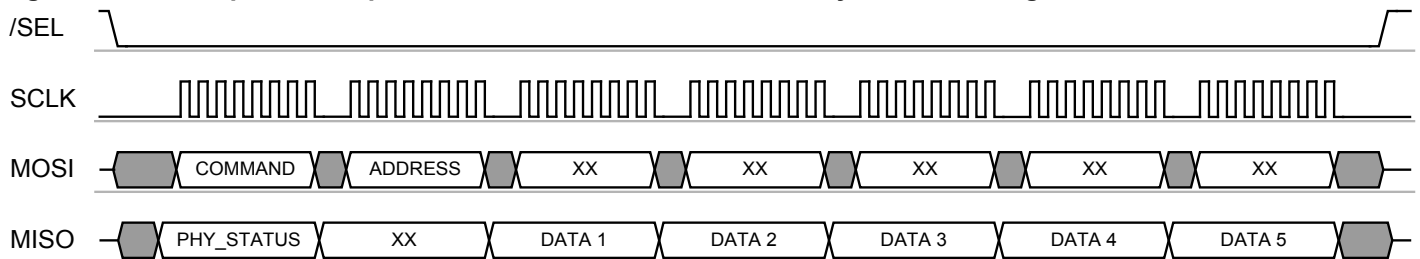 /SEL
SCLK
MOSI COMMAND ADDRESS XX XX XX XX XX
MISO PHY_STATUS XX DATA 1 DATA 2 DATA 3 DATA 4 DATA 5